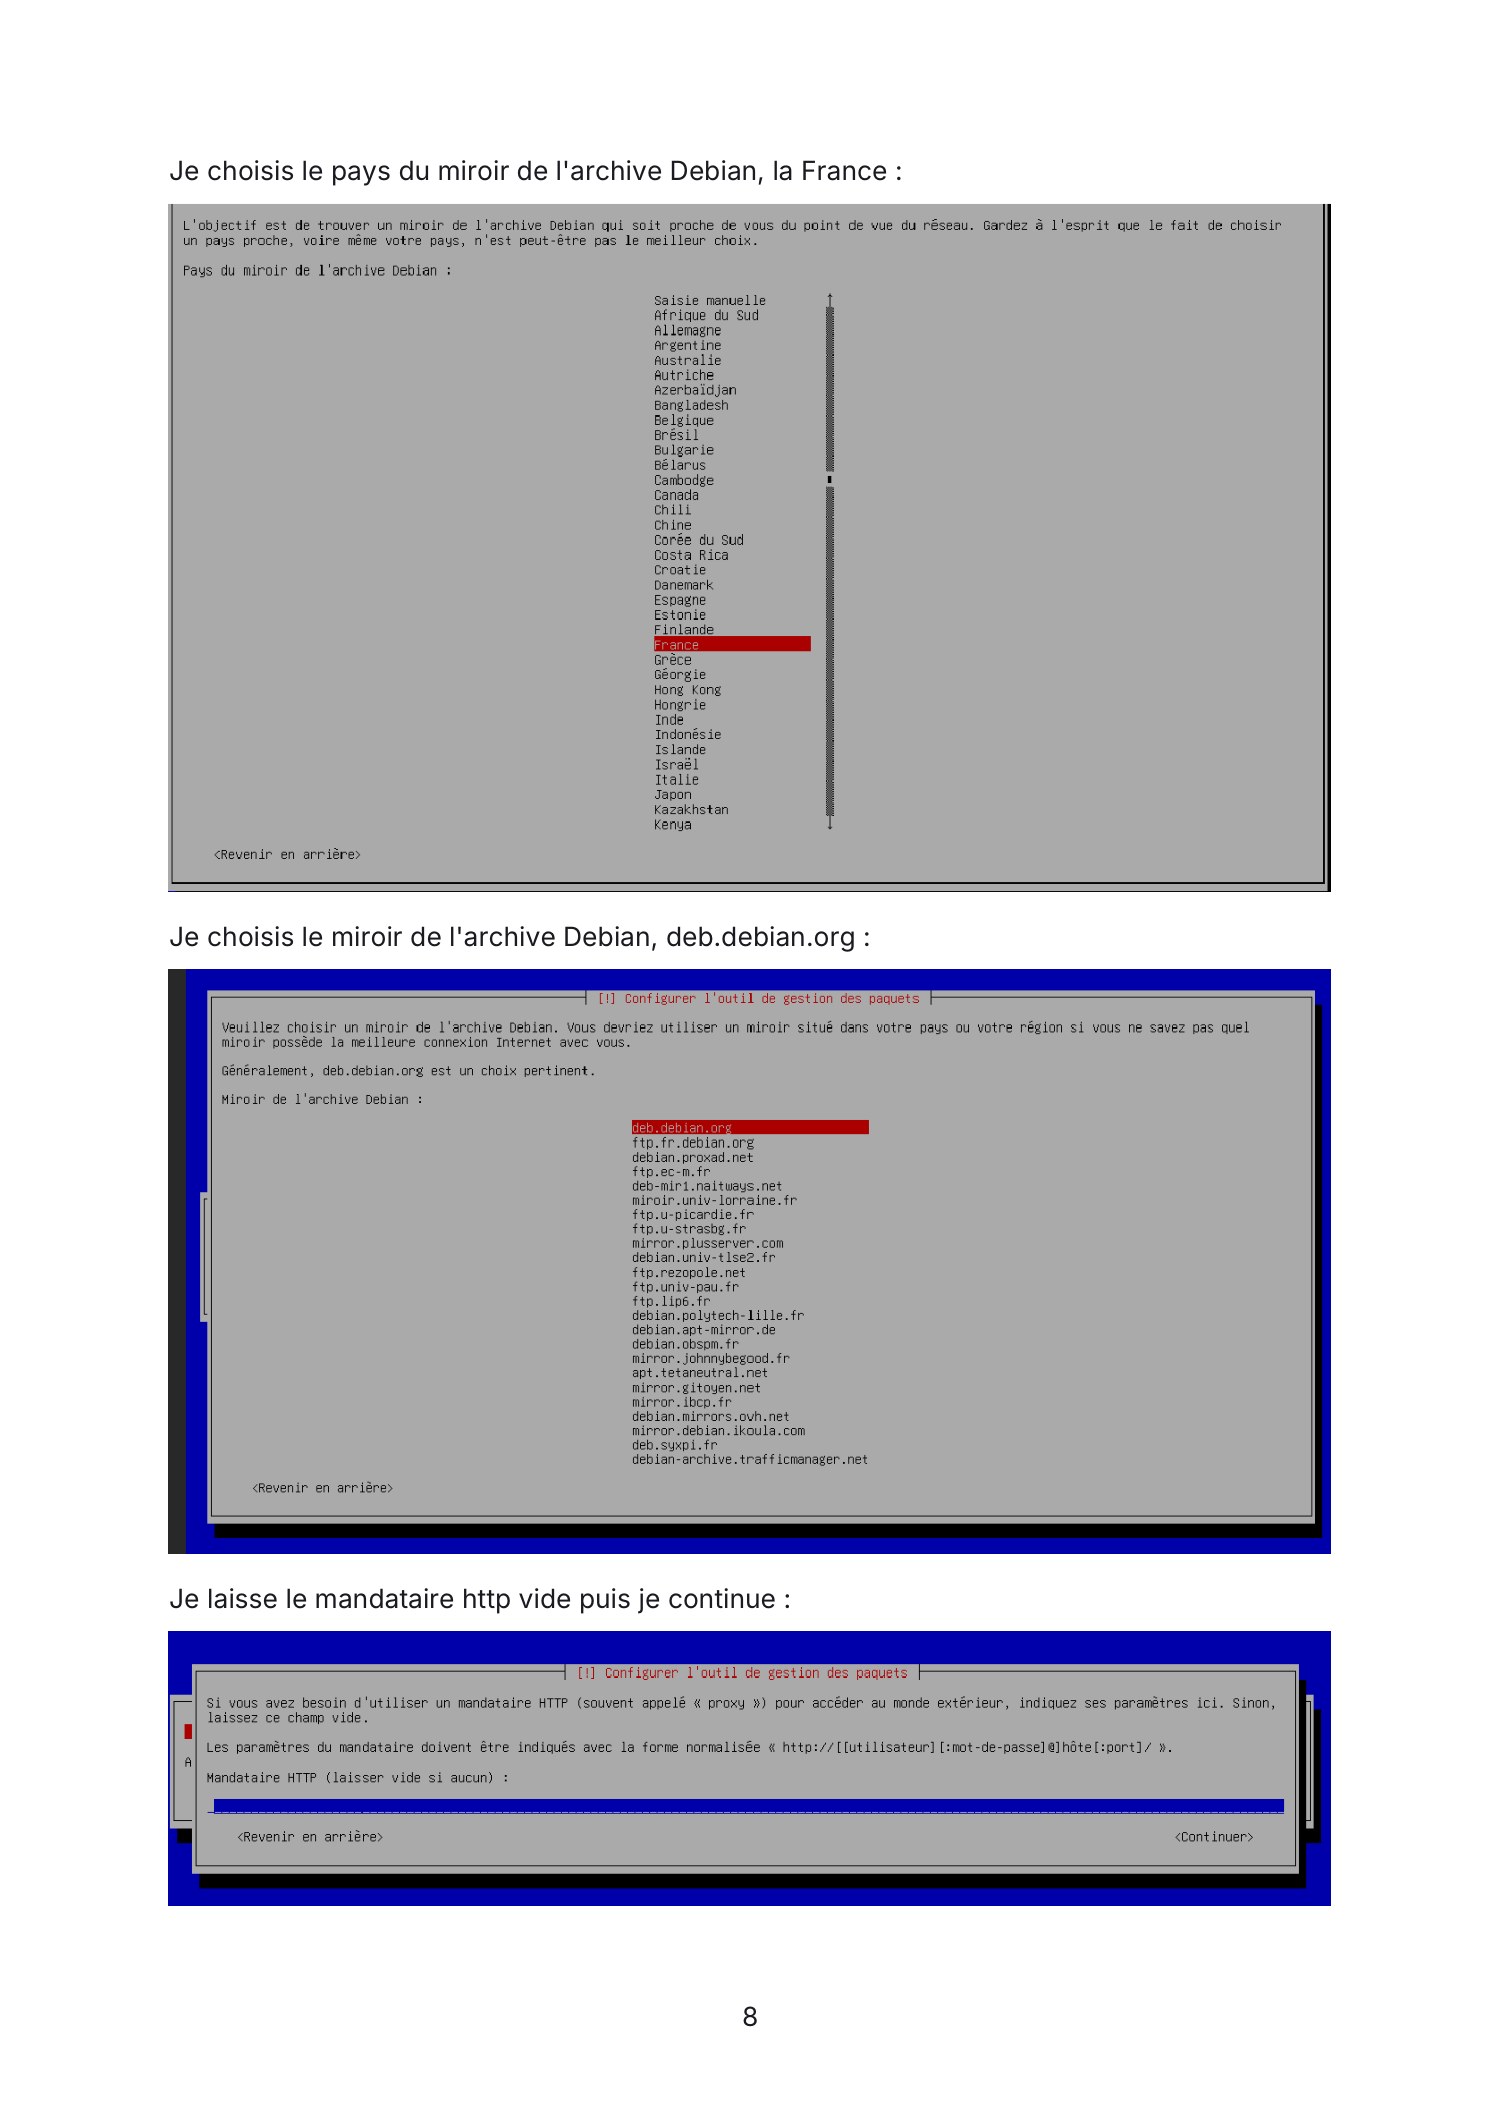 Je choisis le pays du miroir de l'archive Debian, la France :
L'objectif est de trouver un miroir de l'archive Debian qui soit proche de vous du point de vue du réseau. Gardez à l'esprit que le fait de choisir
un pays proche, voire même votre pays, n'est peut-être pas le meilleur choix.
Pays du miroir de l'archive Debian :
Saisie manuelle
Afrique du Sud
Allemagne
Argentine
Australie
Autriche
Azerbaïdjan
Bangladesh
Belgique
Brésil
Bulgarie
Bélarus
Cambodge
Canada
Chili
Chine
Corée du Sud
Costa Rica
Croatie
Danemark
Espagne
Estonie
Finlande
France
Grèce
Géorgie
Hong Kong
Hongrie
Inde
Indonésie
Islande
Israël
Italie
Japon
Kazakhstan
Kenya
<Revenir en arrière>
Je choisis le miroir de l'archive Debian, deb.debian.org :
[!] Configurer l'outil de gestion des paquets
Veuillez choisir un miroir de l'archive Debian. Vous devriez utiliser un miroir situé dans votre pays ou votre région si vous ne savez pas quel
miroir possède la meilleure connexion Internet avec vous.
Généralement, deb.debian.org est un choix pertinent.
Miroir de l'archive Debian :
deb.debian.org
ftp.fr.debian.org
debian.proxad.net
ftp.ec-m.fr
deb-mir1.naitways.net
miroir.univ-lorraine.fr
ftp.u-picardie.fr
ftp.u-strasbg.fr
mirror.plusserver.com
debian.univ-tlse2.fr
ftp.rezopole.net
ftp.univ-pau.fr
ftp.lip6.fr
debian.polytech-lille.fr
debian.apt-mirror.de
debian.obspm.fr
mirror.johnnybegood.fr
apt.tetaneutral.net
mirror.gitoyen.net
mirror.ibcp.fr
debian.mirrors.ovh.net
mirror.debian.ikoula.com
deb.syxpi.fr
debian-archive.trafficmanager.net
<Revenir en arrière>
Je laisse le mandataire http vide puis je continue :
[!] Configurer l'outil de gestion des paquets
Si vous avez besoin d'utiliser un mandataire HTTP (souvent appelé « proxy ») pour accéder au monde extérieur, indiquez ses paramètres ici. Sinon,
laissez ce champ vide.
Les paramètres du mandataire doivent être indiqués avec la forme normalisée « http://[[utilisateur][:mot-de-passe]@]hôte[:port]/ ».
A
Mandataire HTTP (laisser vide si aucun) :
<Revenir en arrière> <Continuer>
8